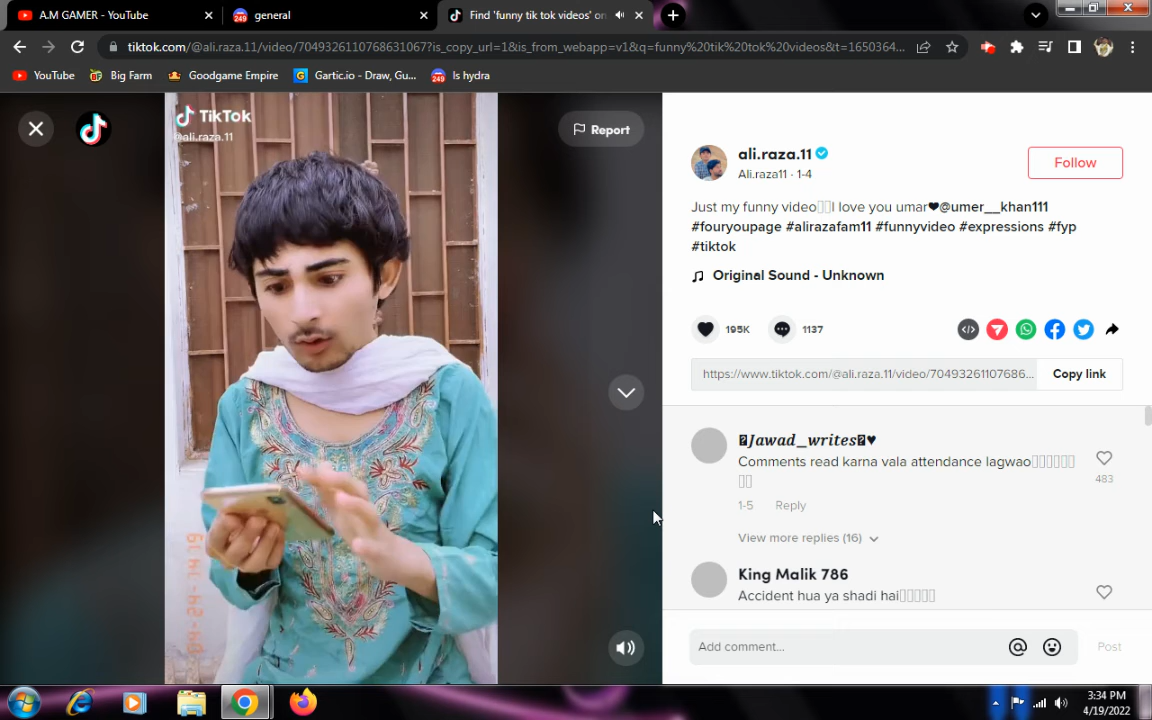 A.M GAMER - YouTube
general
Find 'funny tik tok videos' on
tiktok.com/@ali.raza.11/video/7049326110768631067?is_copy_url=1&is_from_webapp=v1&q=funny%20tik%20tok%20videos&t=1650364...
YouTube
Big Farm
Goodgame Empire
Gartic.io - Draw, Gu...
249 Is hydra
TikTok
@ali.raza.11
Report
ali.raza.11
Ali.raza11 · 1-4
Follow
Just my funny video I love you umar♥@umer__khan111
#fouryoupage #alirazafam11 #funnyvideo #expressions #fyp
#tiktok
Original Sound - Unknown
195K
1137
https://www.tiktok.com/@ali.raza.11/video/70493261107686...
Copy link
Jawad_writes♥
Comments read karna vala attendance lagwao
483
1-5 Reply
View more replies (16)
King Malik 786
Accident hua ya shadi hai
Add comment...
Post
3:34 PM
4/19/2022